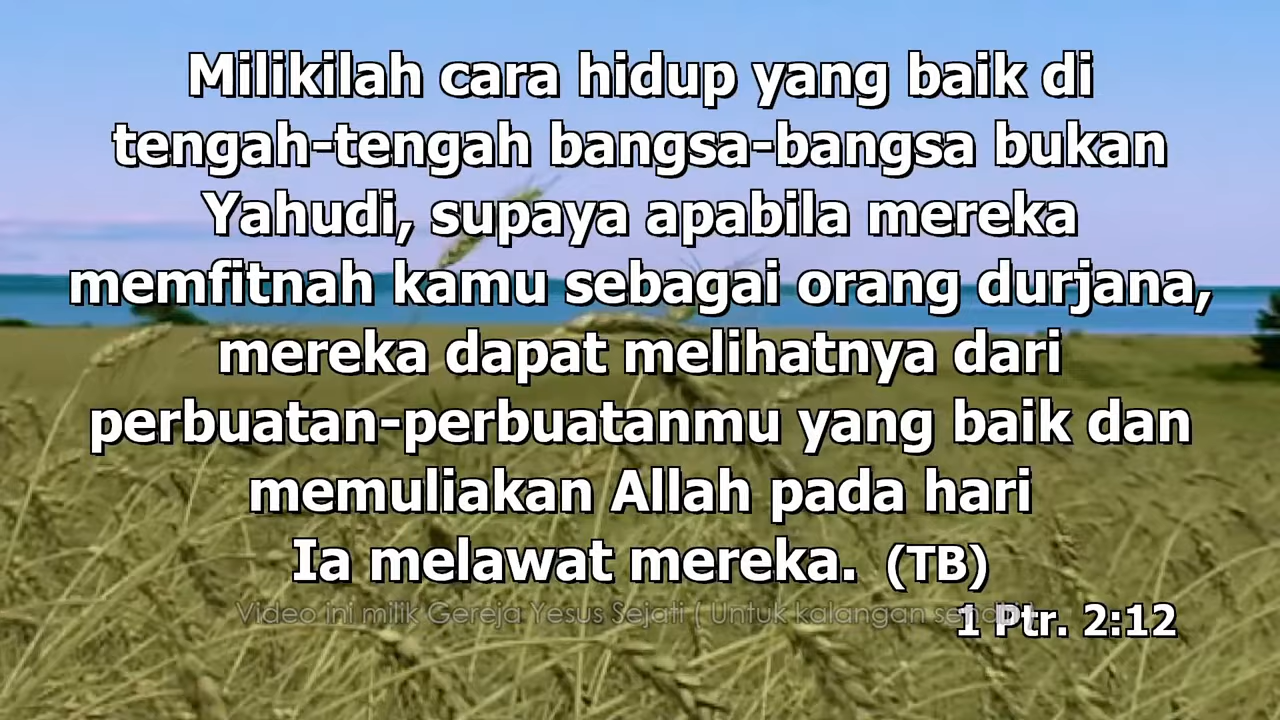 Milikilah cara hidup yang baik di
tengah-tengah bangsa-bangsa bukan
Yahudi, supaya apabila mereka
memfitnah kamu sebagai orang durjana,
mereka dapat melihatnya dari
perbuatan-perbuatanmu yang baik dan
memuliakan Allah pada hari
Ia melawat mereka. (TB)
Video ini milik Gereja Yesus Sejati ( Untuk kalangan
1 Ptr. 2:12